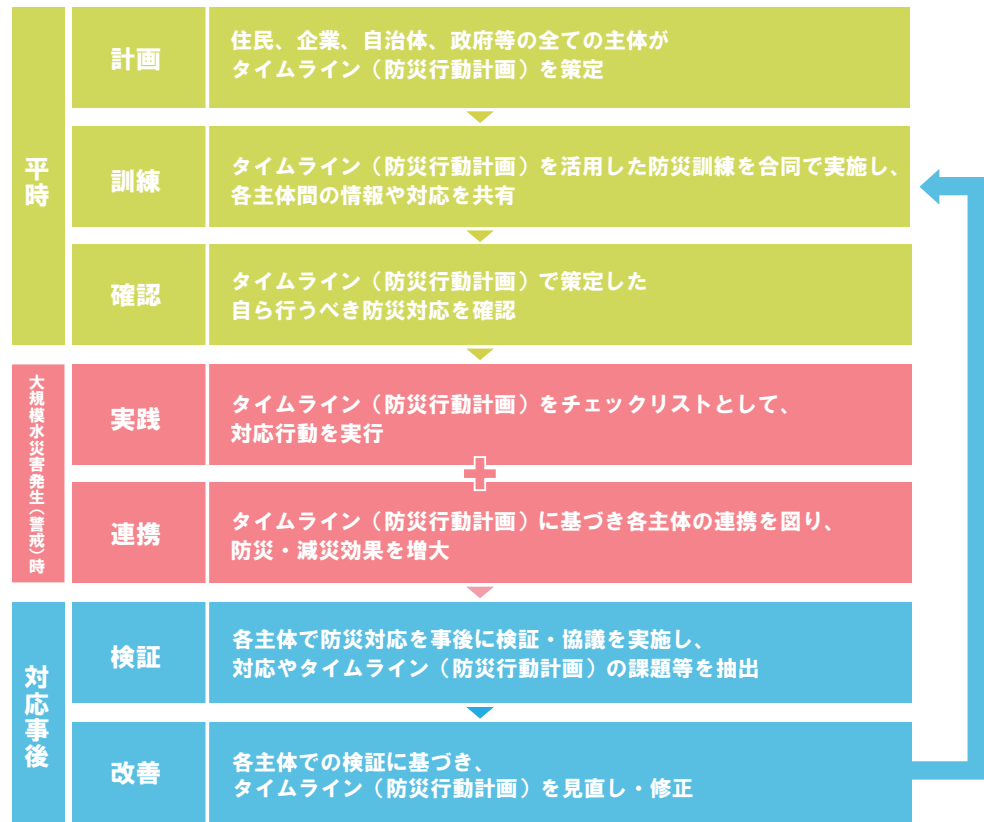 平時
計画
住民、企業、自治体、政府等の全ての主体が
タイムライン（防災行動計画）を策定
訓練
タイムライン（防災行動計画）を活用した防災訓練を合同で実施し、
各主体間の情報や対応を共有
確認
タイムライン（防災行動計画）で策定した
自ら行うべき防災対応を確認
大規模水災害発生（警戒）時
実践
タイムライン（防災行動計画）をチェックリストとして、
対応行動を実行
連携
タイムライン（防災行動計画）に基づき各主体の連携を図り、
防災・減災効果を増大
対応事後
検証
各主体で防災対応を事後に検証・協議を実施し、
対応やタイムライン（防災行動計画）の課題等を抽出
改善
各主体での検証に基づき、
タイムライン（防災行動計画）を見直し・修正